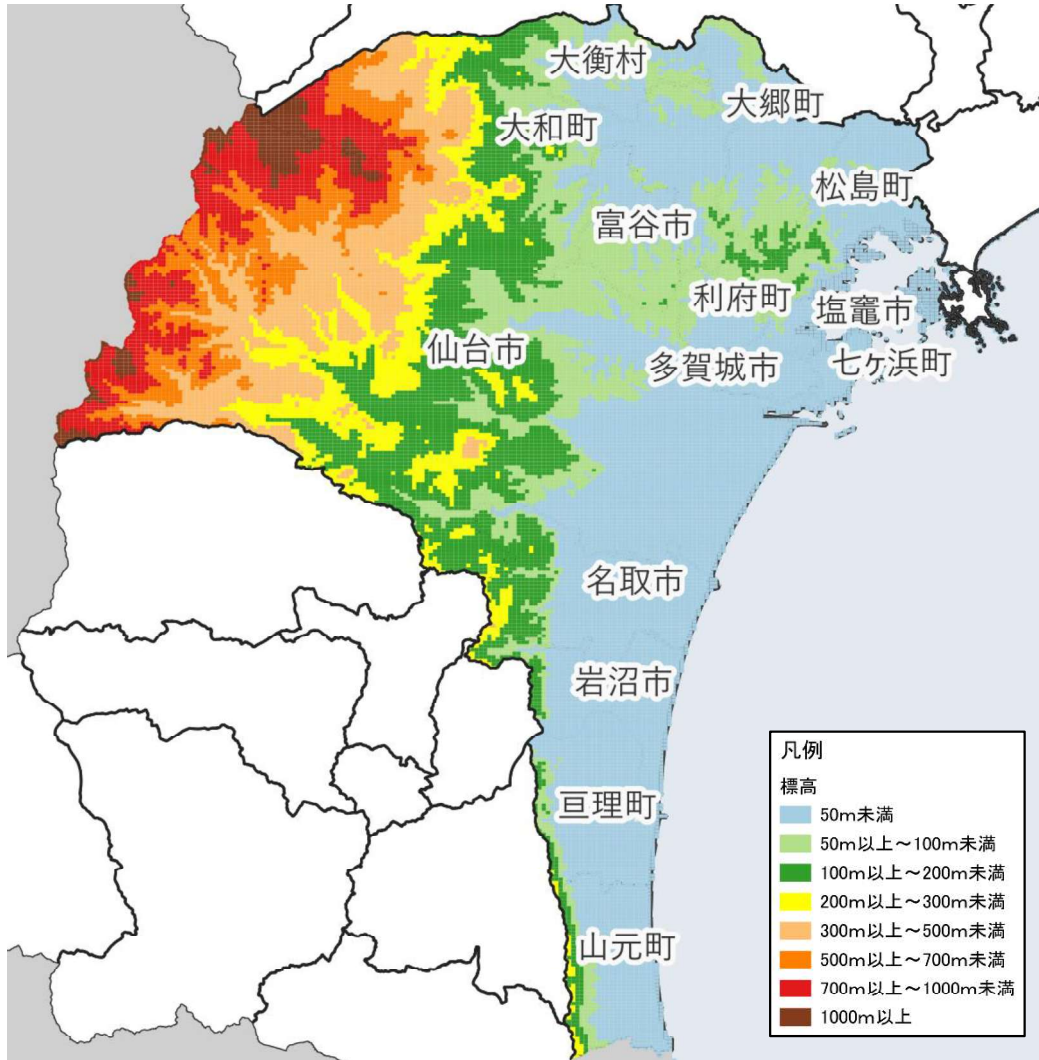 大衡村
大郷町
大和町
松島町
富谷市
利府町
塩竈市
仙台市
多賀城市
七ヶ浜町
名取市
岩沼市
亘理町
山元町
凡例
標高
50m未満
50m以上~100m未満
100m以上~200m未満
200m以上~300m未満
300m以上~500m未満
500m以上~700m未満
700m以上~1000m未満
1000m以上